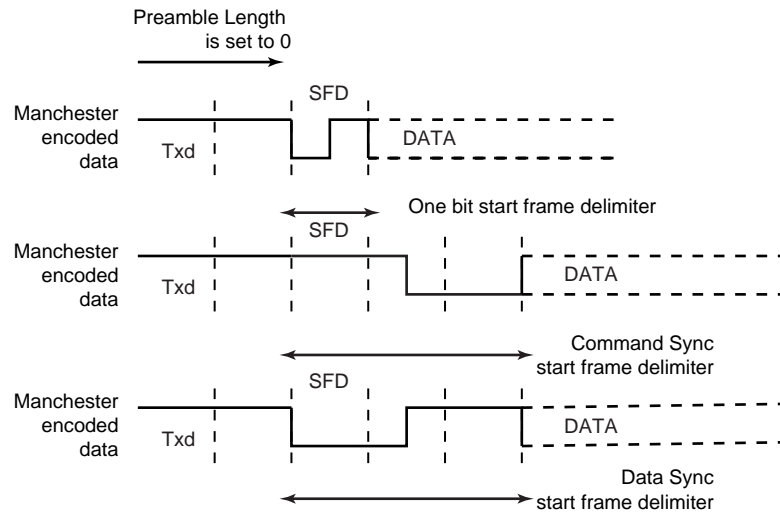 Preamble Length
is set to 0
SFD
Manchester
encoded
data
Txd
DATA
One bit start frame delimiter
SFD
Manchester
encoded
data
Txd
DATA
Command Sync
start frame delimiter
SFD
Manchester
encoded
data
Txd
DATA
Data Sync
start frame delimiter